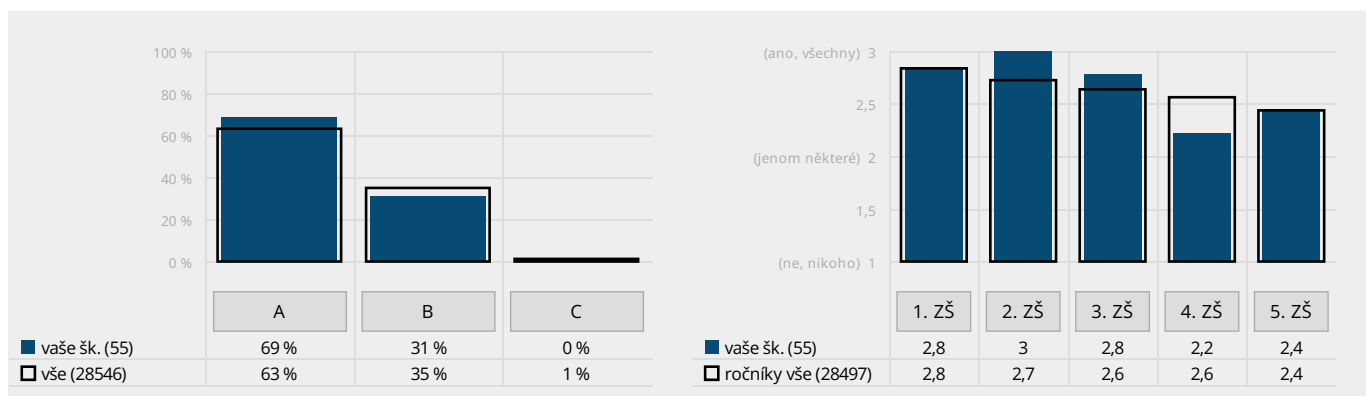 100 %
80 %
60 %
40 %
20 %
0 %
A B C
vaše šk. (55) 69 % 31 % 0 %
vše (28546) 63 % 35 % 1 %
(ano, všechny) 3
2,5
(jenom některé) 2
1,5
(ne, nikoho) 1
1. ZŠ 2. ZŠ 3. ZŠ 4. ZŠ 5. ZŠ
vaše šk. (55) 2,8 3 2,8 2,2 2,4
ročníky vše (28497) 2,8 2,7 2,6 2,6 2,4